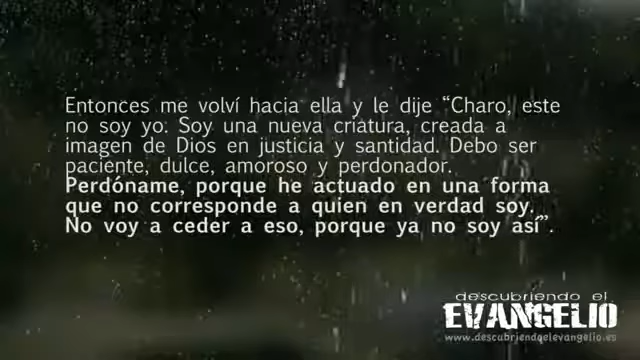 Entonces me volví hacia ella y le dije “Charo, este
no soy yo: Soy una nueva criatura, creada a
imagen de Dios en justicia y santidad. Debo ser
paciente, dulce, amoroso y perdonador.
Perdóname, porque he actuado en una forma
que no corresponde a quien en verdad soy.
No voy a ceder a eso, porque ya no soy así”.
descubriendo el
EVANGELIO
www.descubriendoelevangelio.es